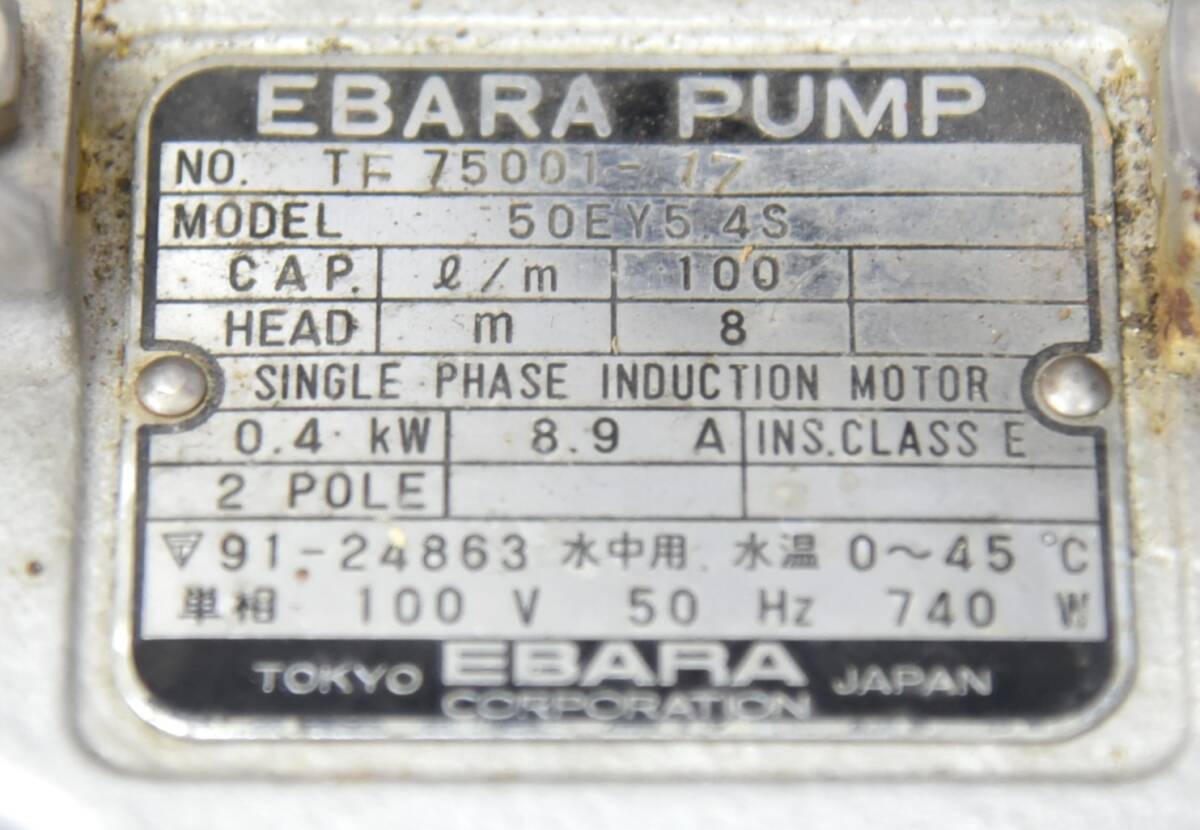 EBARA PUMP
NO. TF 75001-17
MODEL 50EY5.4S
CAP. ℓ/m 100
HEAD m 8
SINGLE PHASE INDUCTION MOTOR
0.4 kW 8.9 A INS.CLASS E
2 POLE
91-24863 水中用 水温 0～45 ℃
単相 100 V 50 Hz 740 W
TOKYO EBARA CORPORATION JAPAN